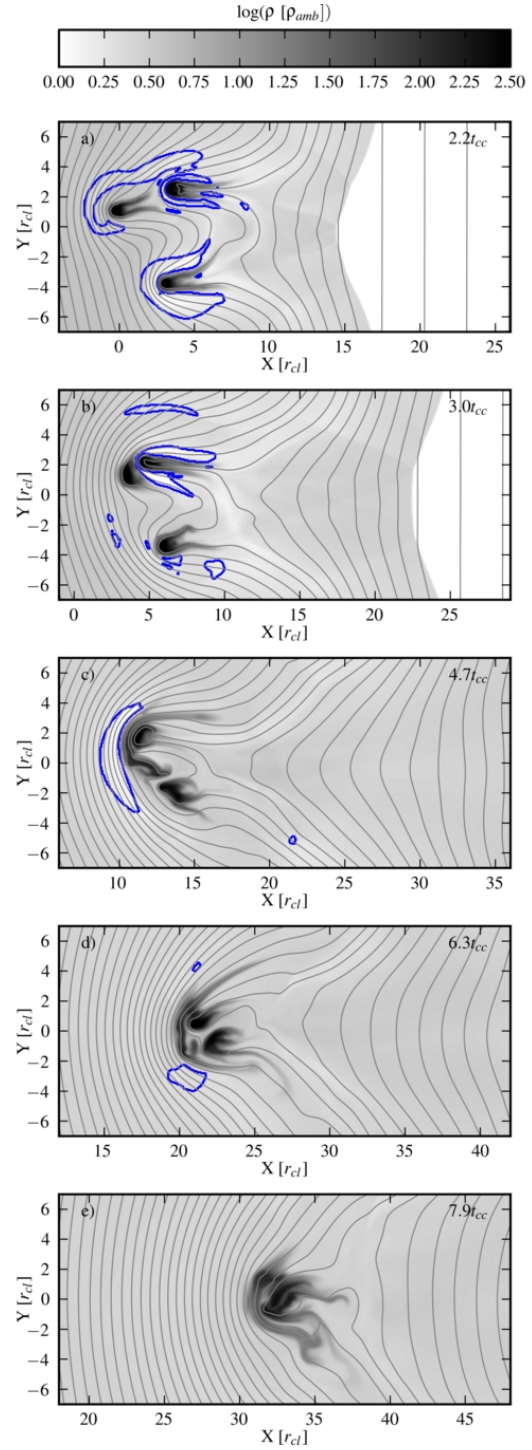 log(ρ [ρamb])
0.00 0.25 0.50 0.75 1.00 1.25 1.50 1.75 2.00 2.25 2.50
a) 2.2tcc
6
4
2
0
−2
−4
−6
Y [rcl]
0 5 10 15 20 25
X [rcl]
b) 3.0tcc
6
4
2
0
−2
−4
−6
Y [rcl]
0 5 10 15 20 25
X [rcl]
c) 4.7tcc
6
4
2
0
−2
−4
−6
Y [rcl]
10 15 20 25 30 35
X [rcl]
d) 6.3tcc
6
4
2
0
−2
−4
−6
Y [rcl]
15 20 25 30 35 40
X [rcl]
e) 7.9tcc
6
4
2
0
−2
−4
−6
Y [rcl]
20 25 30 35 40 45
X [rcl]